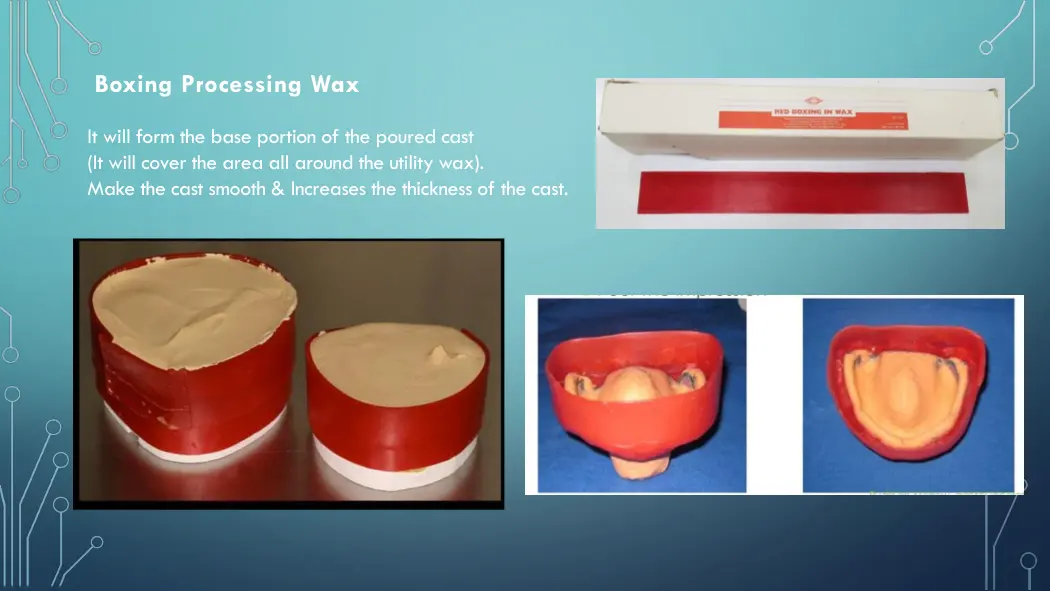 Boxing Processing Wax
It will form the base portion of the poured cast
(It will cover the area all around the utility wax).
Make the cast smooth & Increases the thickness of the cast.
RED BOXING IN WAX